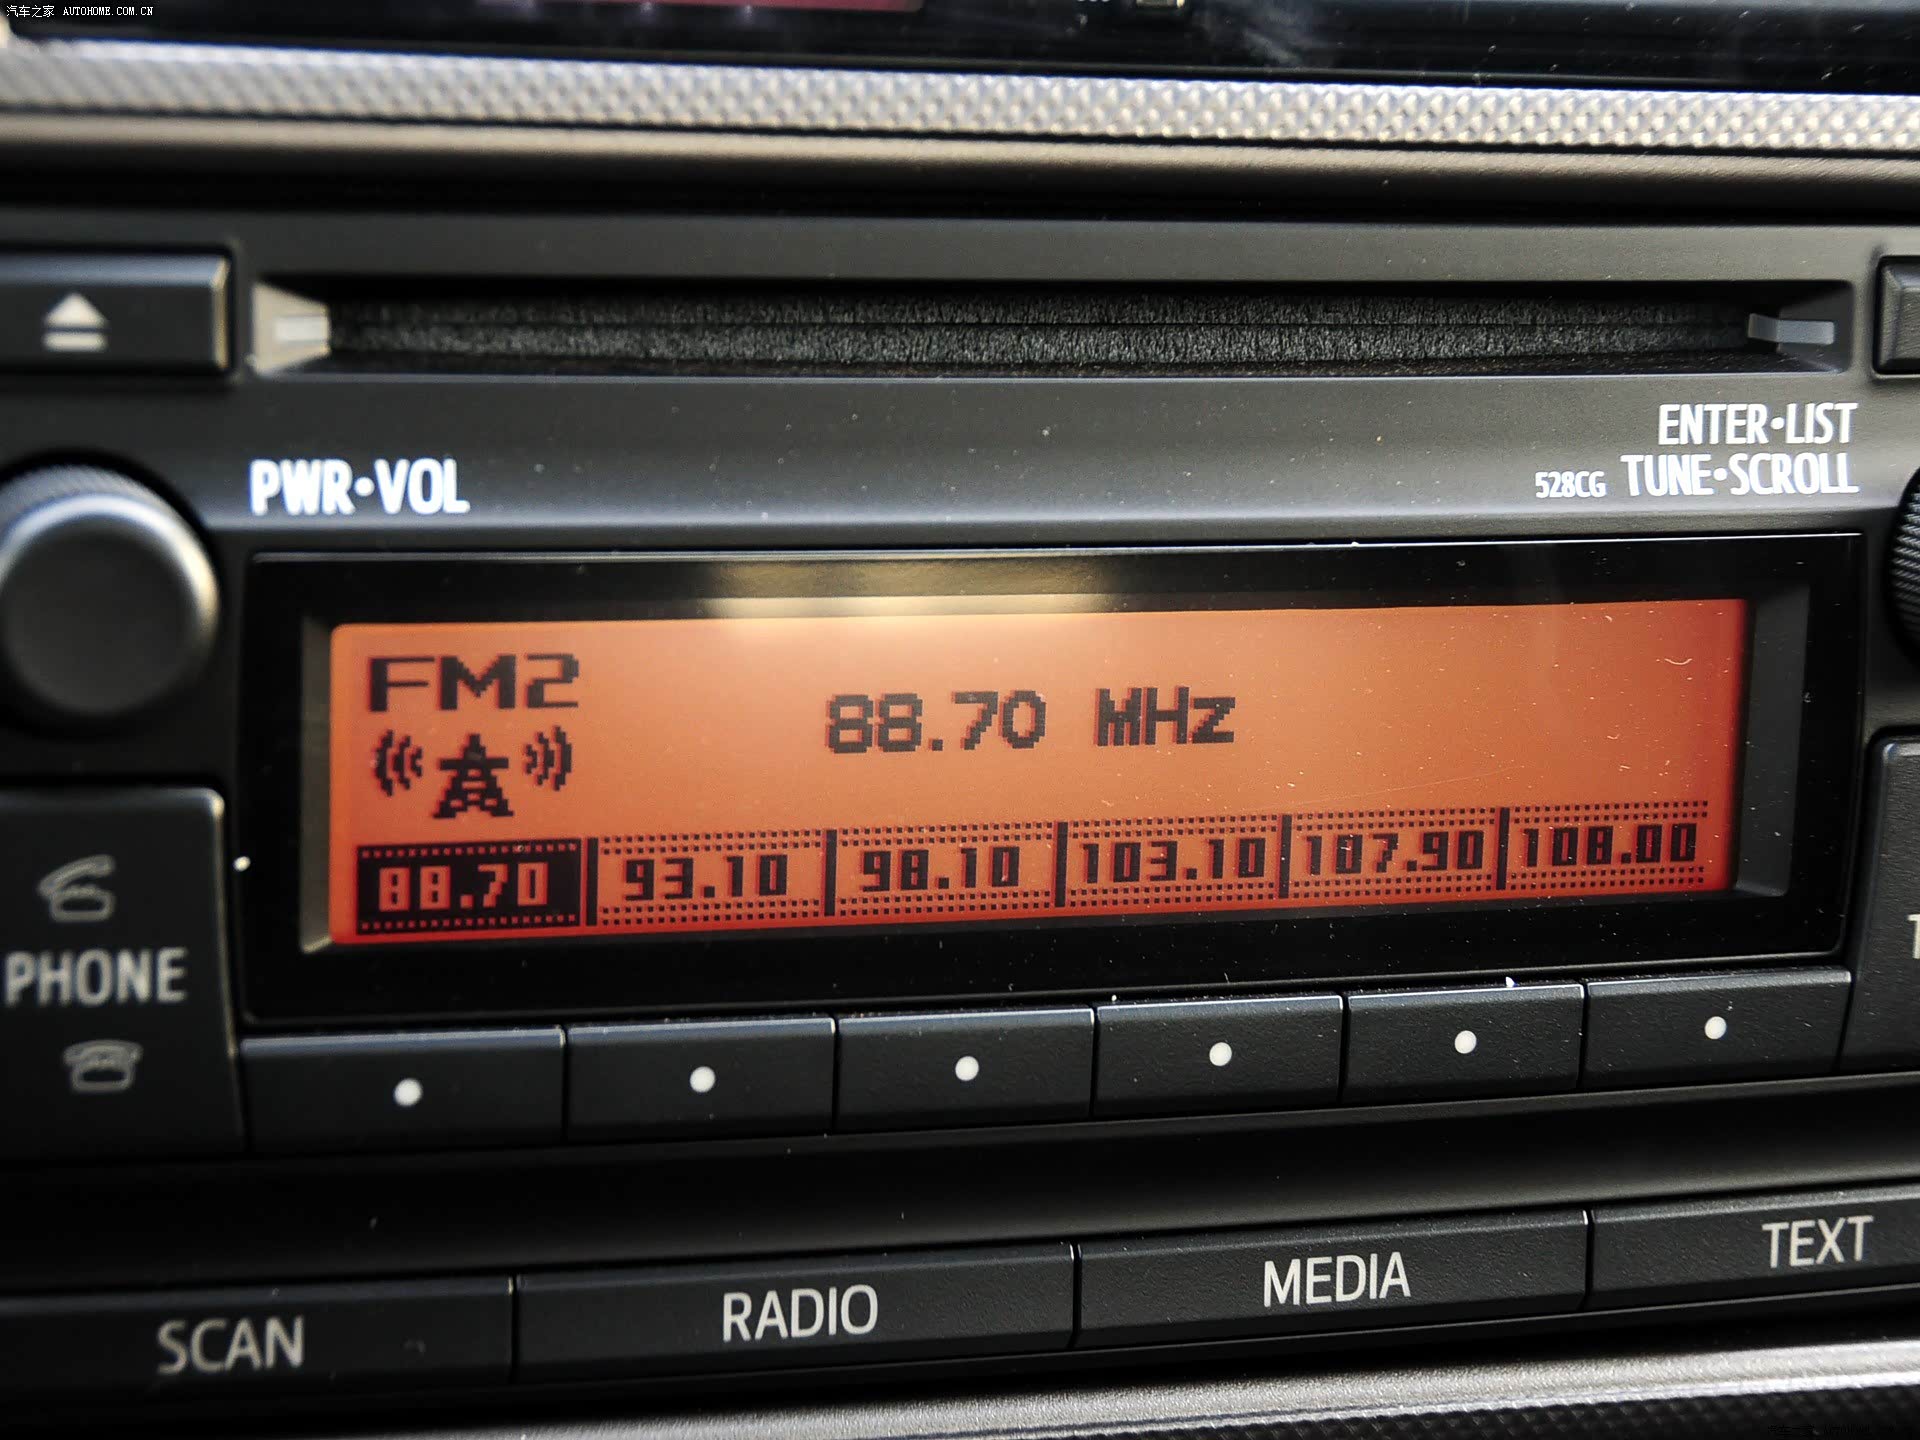 汽车之家 AUTOHOME.COM.CN
ENTER•LIST
PWR•VOL
528CG TUNE•SCROLL
FM2
88.70 MHz
88.70 93.10 98.10 103.10 107.90 108.00
PHONE
SCAN RADIO MEDIA TEXT